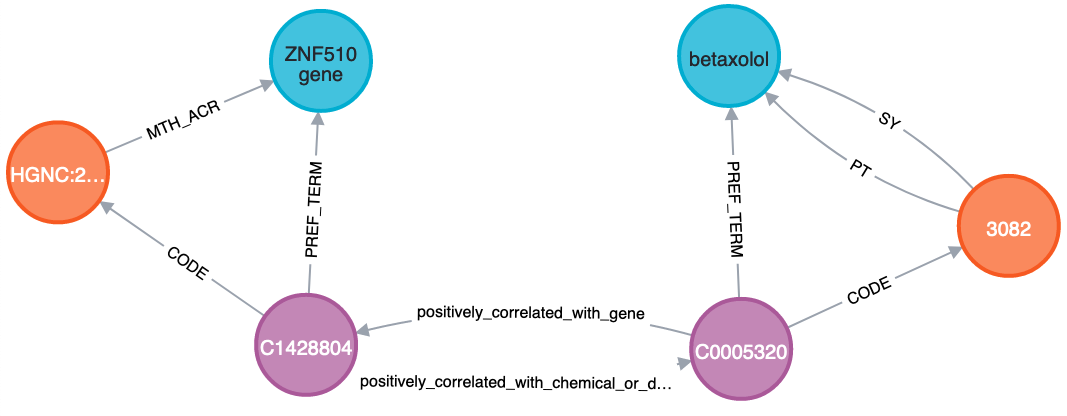 ZNF510
gene
betaxolol
MTH_ACR
SY
PT
HGNC:2...
PREF_TERM
PREF_TERM
3082
CODE
CODE
positively_correlated_with_gene
C1428804
C0005320
positively_correlated_with_chemical_or_d...